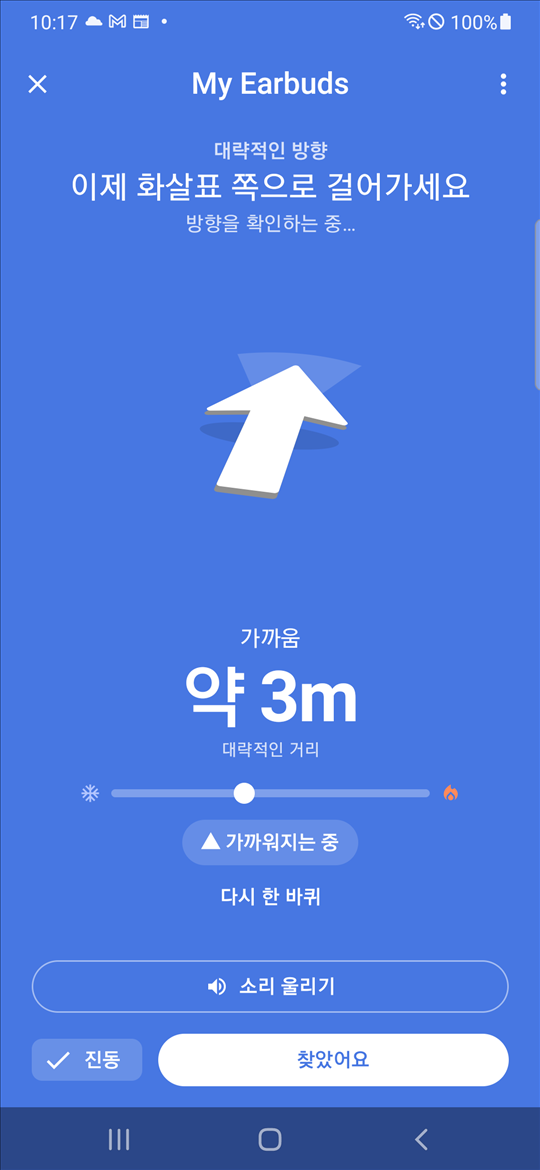 10:17
100%
My Earbuds
대략적인 방향
이제 화살표 쪽으로 걸어가세요
방향을 확인하는 중...
가까움
약 3m
대략적인 거리
가까워지는 중
다시 한 바퀴
소리 울리기
진동
찾았어요